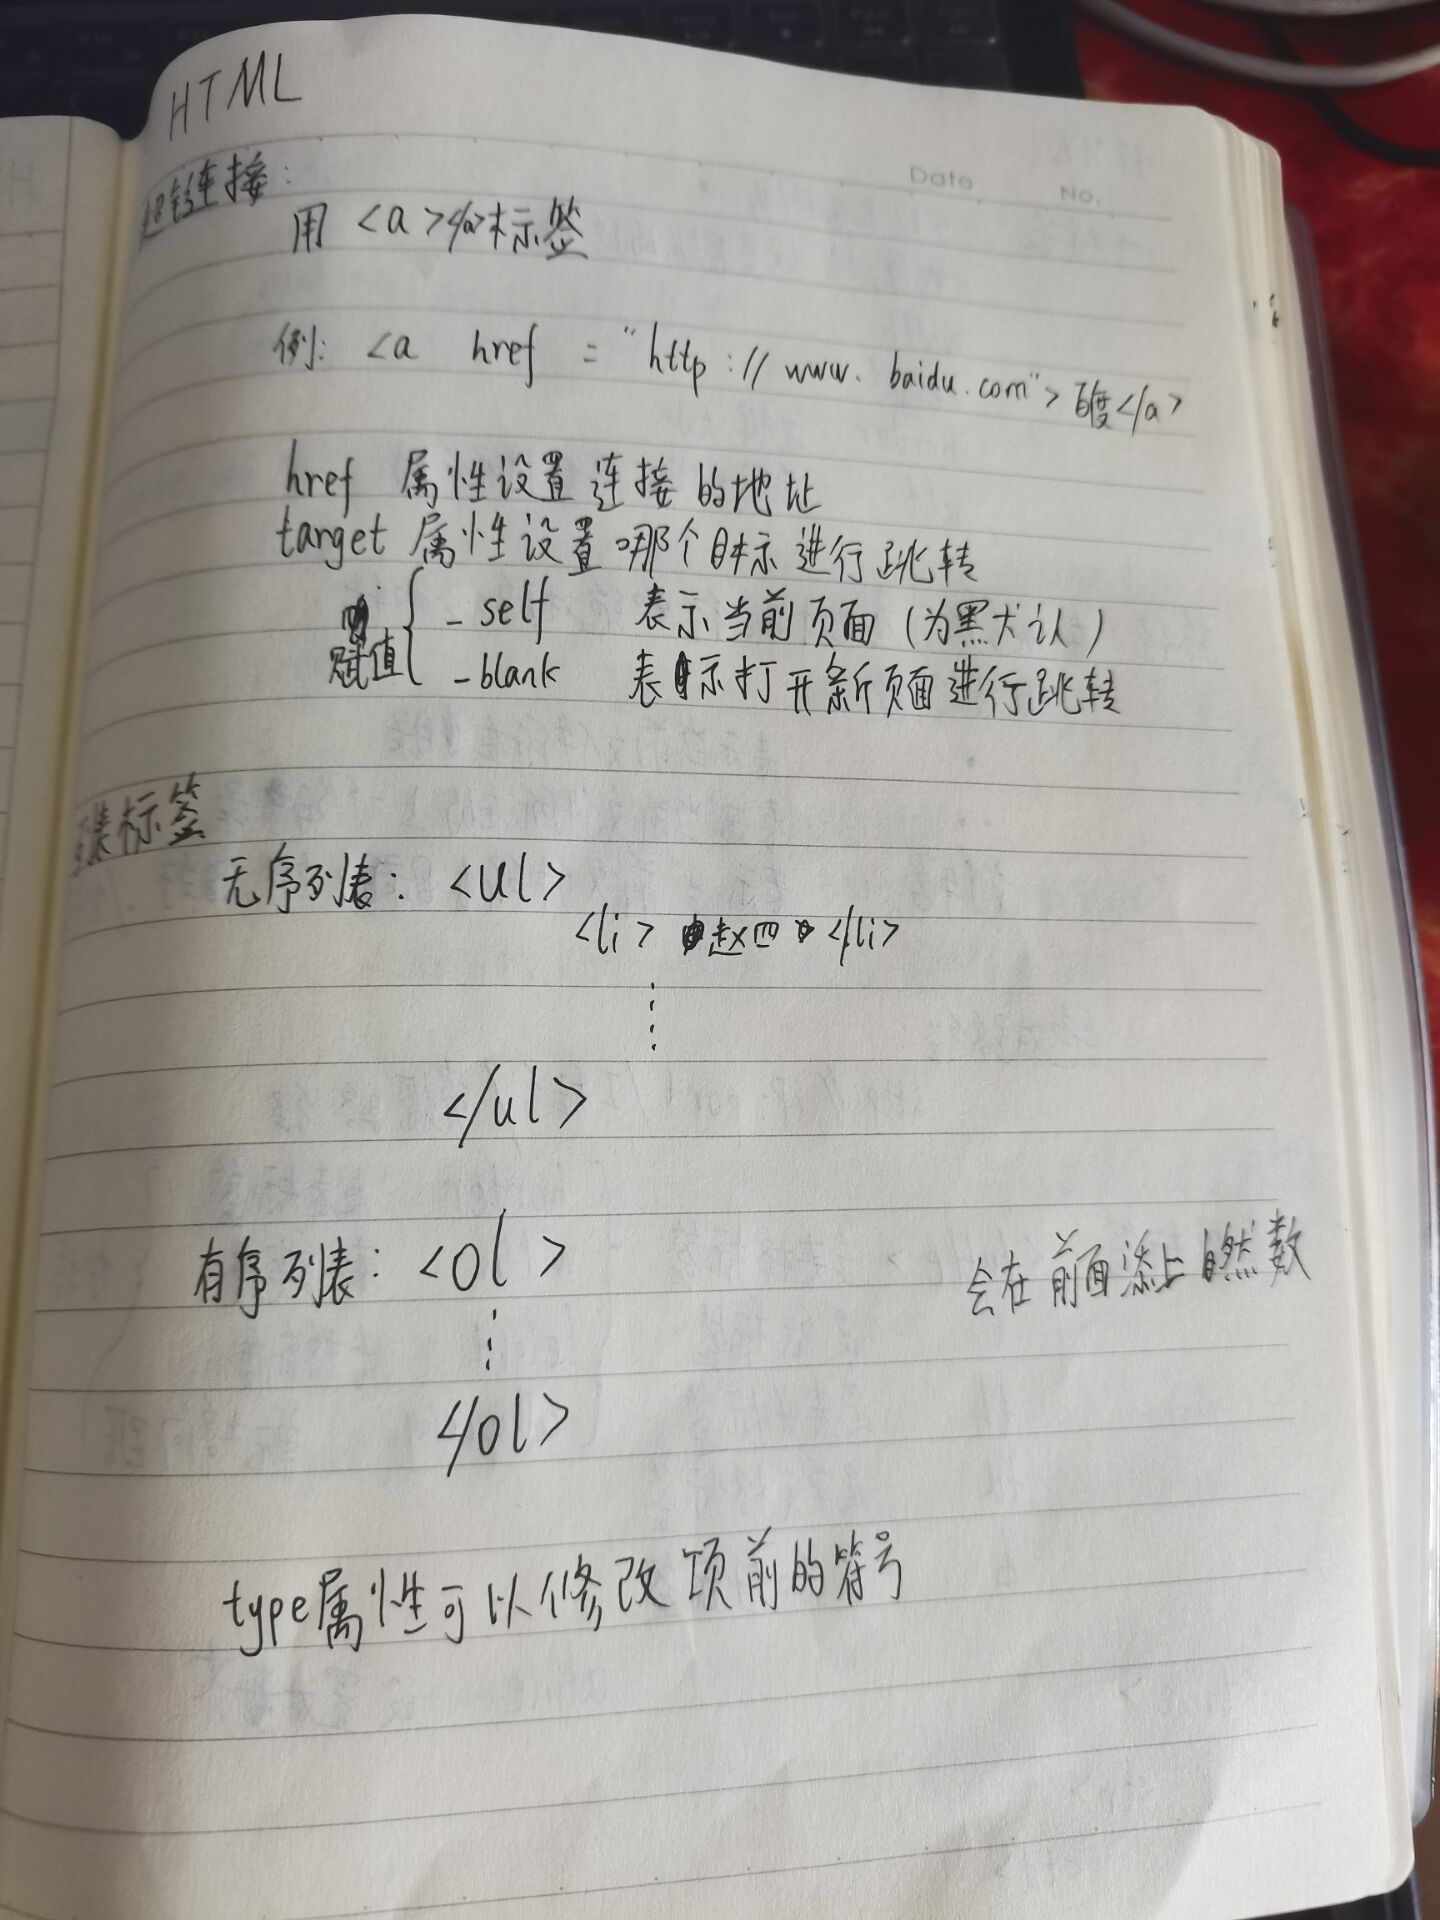 HTML
Date No.
超链连接:
用 <a></a>标签
例: <a href = "http://www.baidu.com">百度</a>
href 属性设置连接的地址
target 属性设置哪个目标进行跳转
赋值 { _self 表示当前页面(为默认)
_blank 表示打开新页面进行跳转
标签
无序列表: <ul>
<li> 赵四 </li>
⋮
</ul>
有序列表: <ol> 会在前面添上自然数
⋮
</ol>
type属性可以修改项前的符号